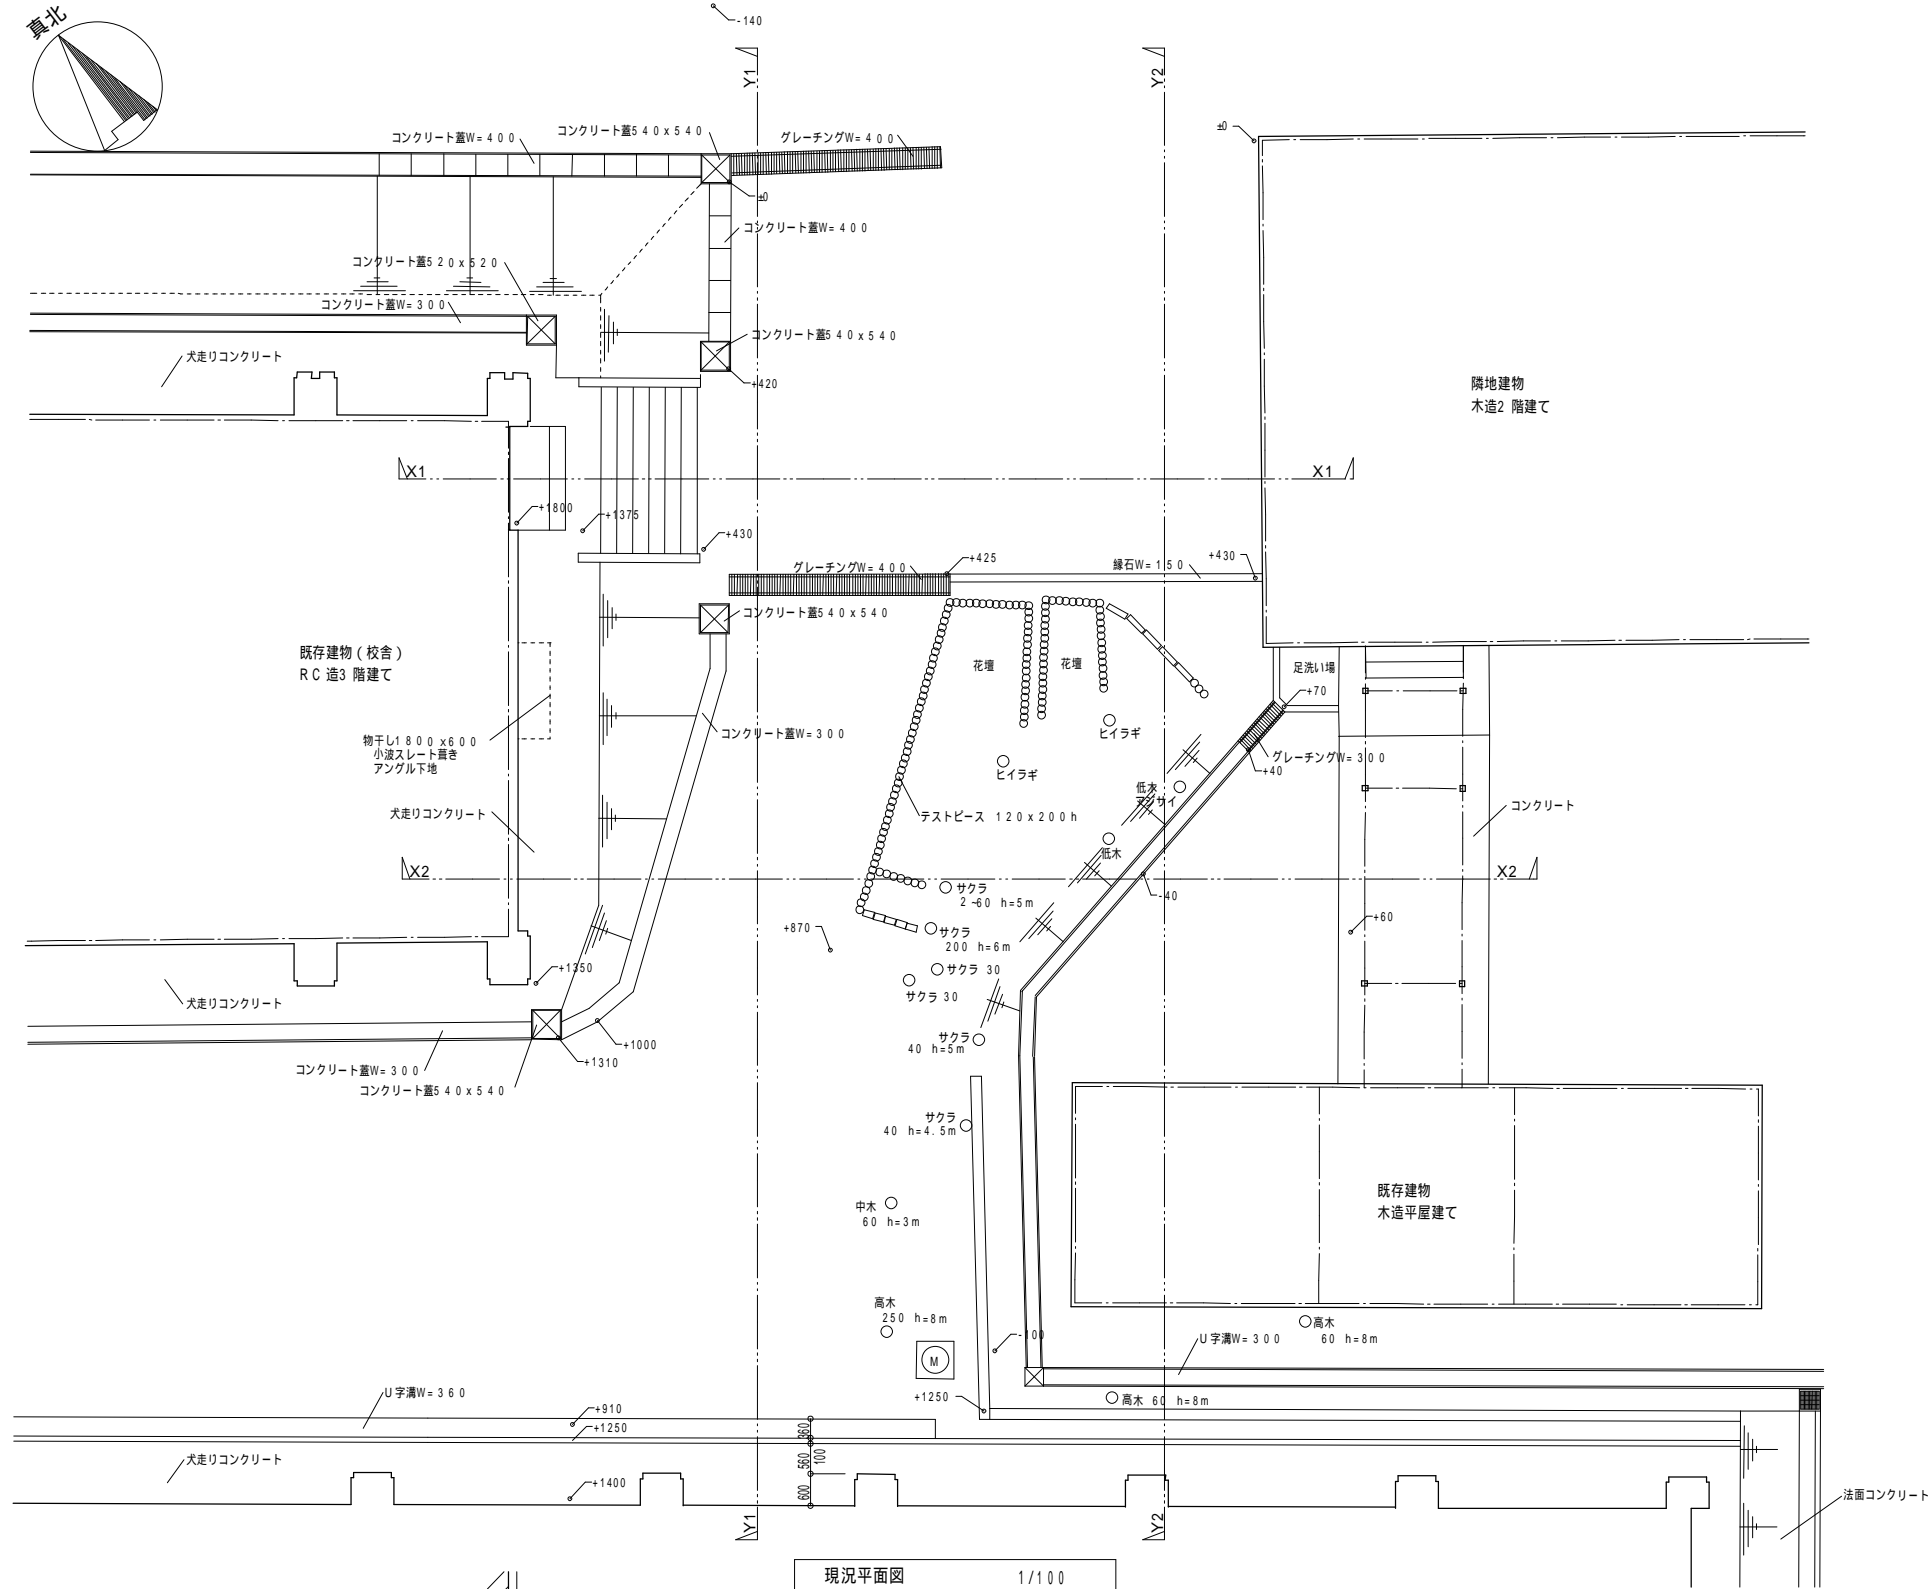 真北
-140
Y1
Y2
コンクリート蓋W=400
コンクリート蓋540x540
グレーチングW=400
±0
±0
コンクリート蓋W=400
コンクリート蓋520x520
コンクリート蓋W=300
コンクリート蓋540x540
犬走りコンクリート
+420
隣地建物
木造2階建て
X1
X1
+1800
+1375
+430
+425
+430
グレーチングW=400
縁石W=150
コンクリート蓋540x540
既存建物(校舎)
RC造3階建て
花壇
花壇
足洗い場
+70
物干し1800x600
小波スレート葺き
アングル下地
コンクリート蓋W=300
ヒイラギ
ヒイラギ
グレーチングW=300
+40
低木
犬走りコンクリート
テストピース 120x200h
コンクリート
低木
X2
X2
サクラ
2-60 h=5m
-40
+60
+870
サクラ
200 h=6m
サクラ 30
サクラ 30
+1350
犬走りコンクリート
+1000
サクラ
40 h=5m
+1310
コンクリート蓋W=300
コンクリート蓋540x540
サクラ
40 h=4.5m
中木
60 h=3m
既存建物
木造平屋建て
高木
250 h=8m
M
-100
高木
60 h=8m
U字溝W=300
U字溝W=360
+1250
高木 60 h=8m
+910
+1250
360
100
560
600
犬走りコンクリート
+1400
法面コンクリート
Y1
Y2
現況平面図 1/100